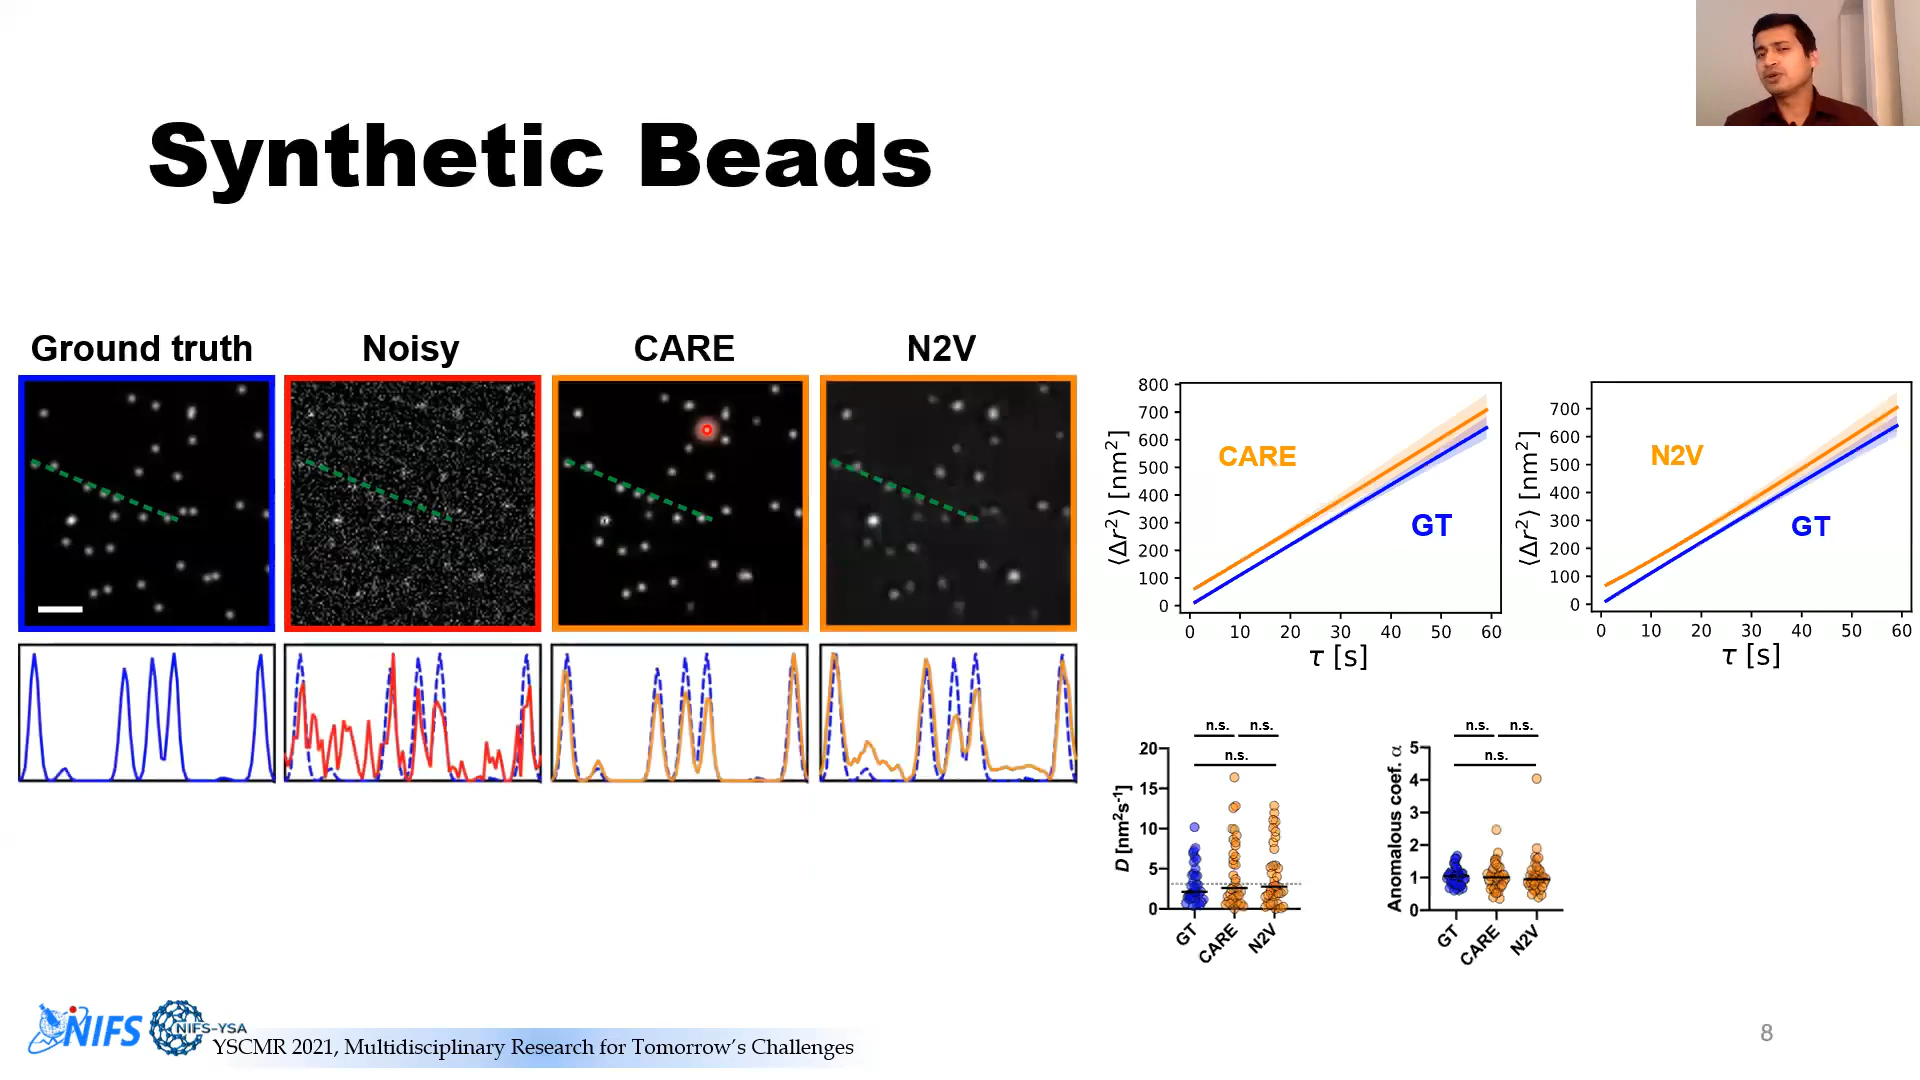 Synthetic Beads
Ground truth
Noisy
CARE
N2V
800
700
600
500
400
300
200
100
0
⟨Δr²⟩ [nm²]
CARE
GT
0 10 20 30 40 50 60
τ [s]
700
600
500
400
300
200
100
0
⟨Δr²⟩ [nm²]
N2V
GT
0 10 20 30 40 50 60
τ [s]
n.s. n.s.
n.s.
20
15
10
5
0
D [nm²s⁻¹]
GT
CARE
N2V
n.s. n.s.
n.s.
5
4
3
2
1
0
Anomalous coef. α
GT
CARE
N2V
NIFS
NIFS-YSA
YSCMR 2021, Multidisciplinary Research for Tomorrow's Challenges
8